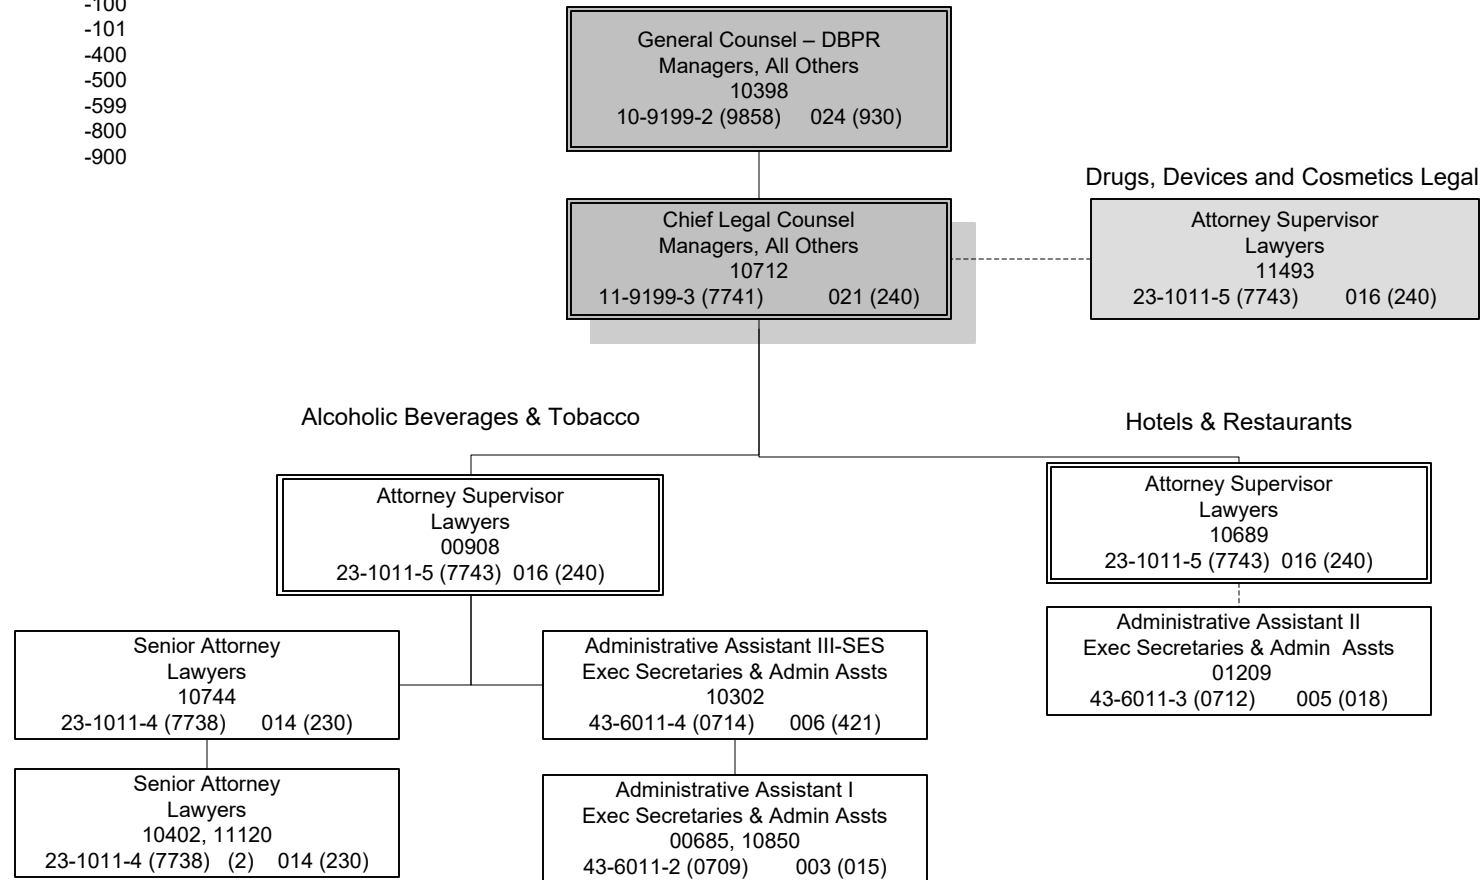 -100
-101
-400
-500
-599
-800
-900
General Counsel – DBPR
Managers, All Others
10398
10-9199-2 (9858) 024 (930)
Chief Legal Counsel
Managers, All Others
10712
11-9199-3 (7741) 021 (240)
Drugs, Devices and Cosmetics Legal
Attorney Supervisor
Lawyers
11493
23-1011-5 (7743) 016 (240)
Alcoholic Beverages & Tobacco
Attorney Supervisor
Lawyers
00908
23-1011-5 (7743) 016 (240)
Senior Attorney
Lawyers
10744
23-1011-4 (7738) 014 (230)
Senior Attorney
Lawyers
10402, 11120
23-1011-4 (7738) (2) 014 (230)
Administrative Assistant III-SES
Exec Secretaries & Admin Assts
10302
43-6011-4 (0714) 006 (421)
Administrative Assistant I
Exec Secretaries & Admin Assts
00685, 10850
43-6011-2 (0709) 003 (015)
Hotels & Restaurants
Attorney Supervisor
Lawyers
10689
23-1011-5 (7743) 016 (240)
Administrative Assistant II
Exec Secretaries & Admin Assts
01209
43-6011-3 (0712) 005 (018)